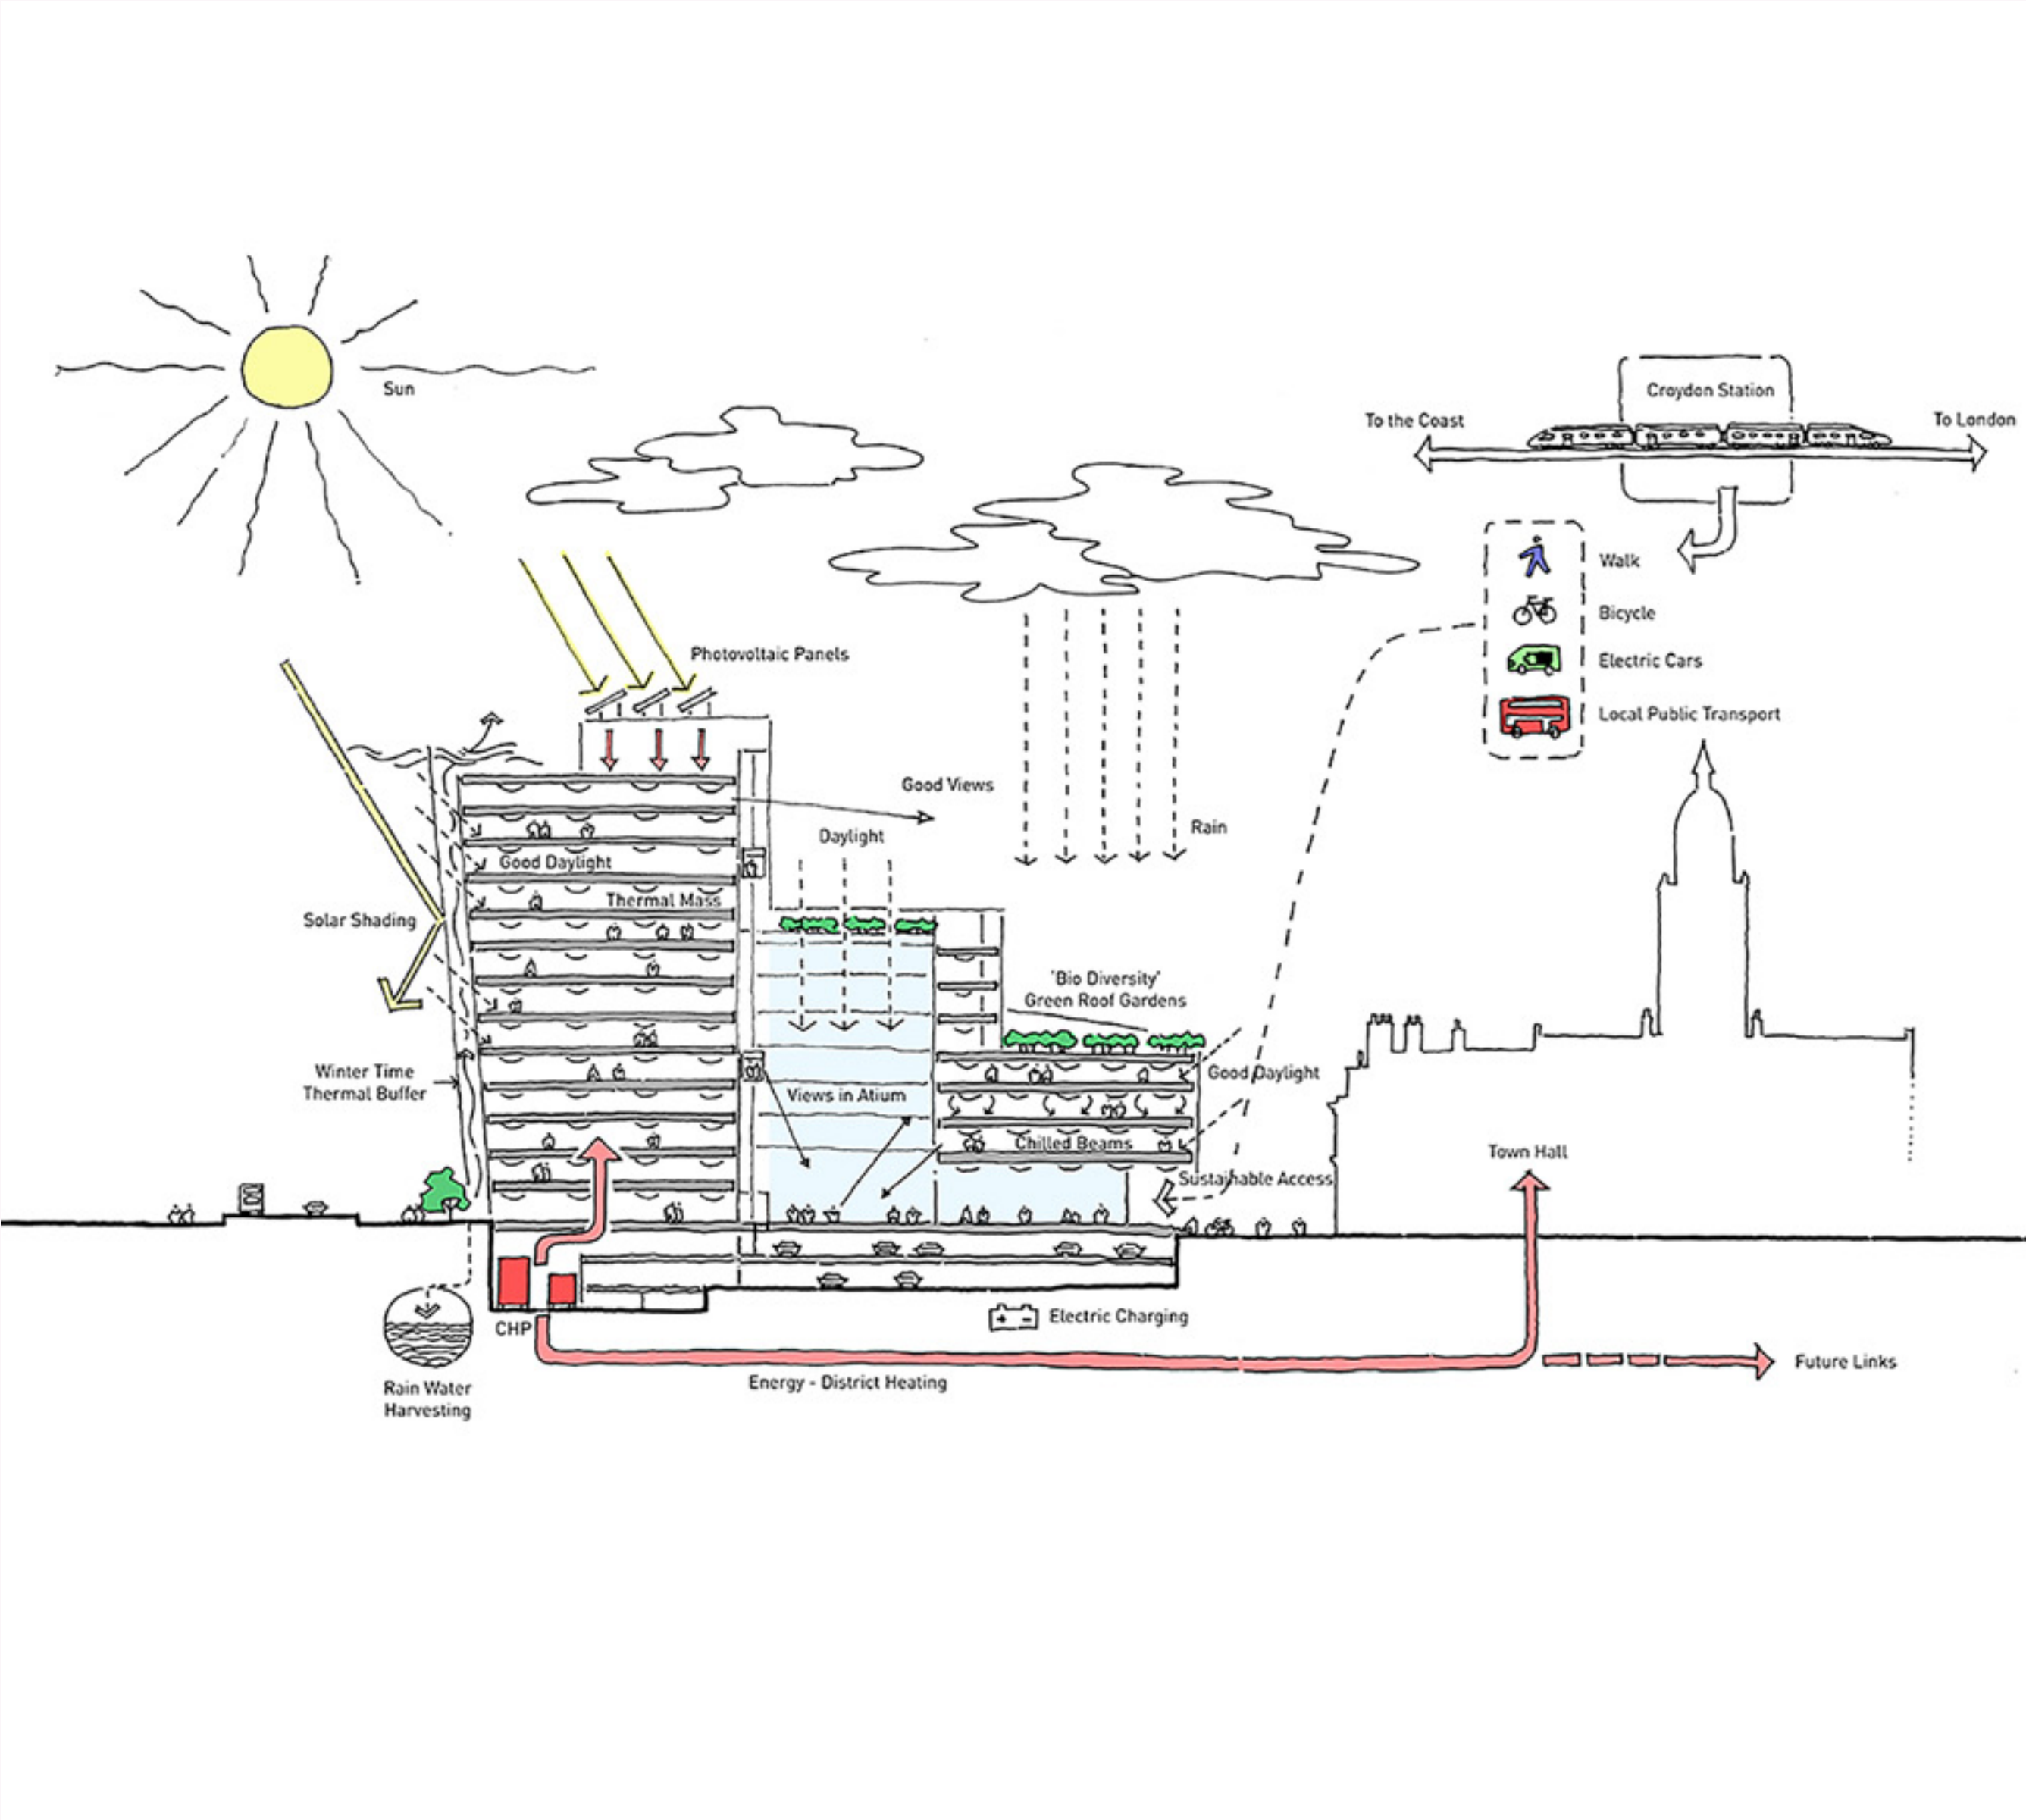 Sun
Croydon Station
To the Coast
To London
Walk
Bicycle
Electric Cars
Local Public Transport
Photovoltaic Panels
Good Views
Daylight
Rain
Good Daylight
Thermal Mass
Solar Shading
'Bio Diversity'
Green Roof Gardens
Winter Time
Thermal Buffer
Good Daylight
Views in Atium
Chilled Beams
Sustainable Access
Town Hall
CHP
Electric Charging
Rain Water
Harvesting
Energy - District Heating
Future Links